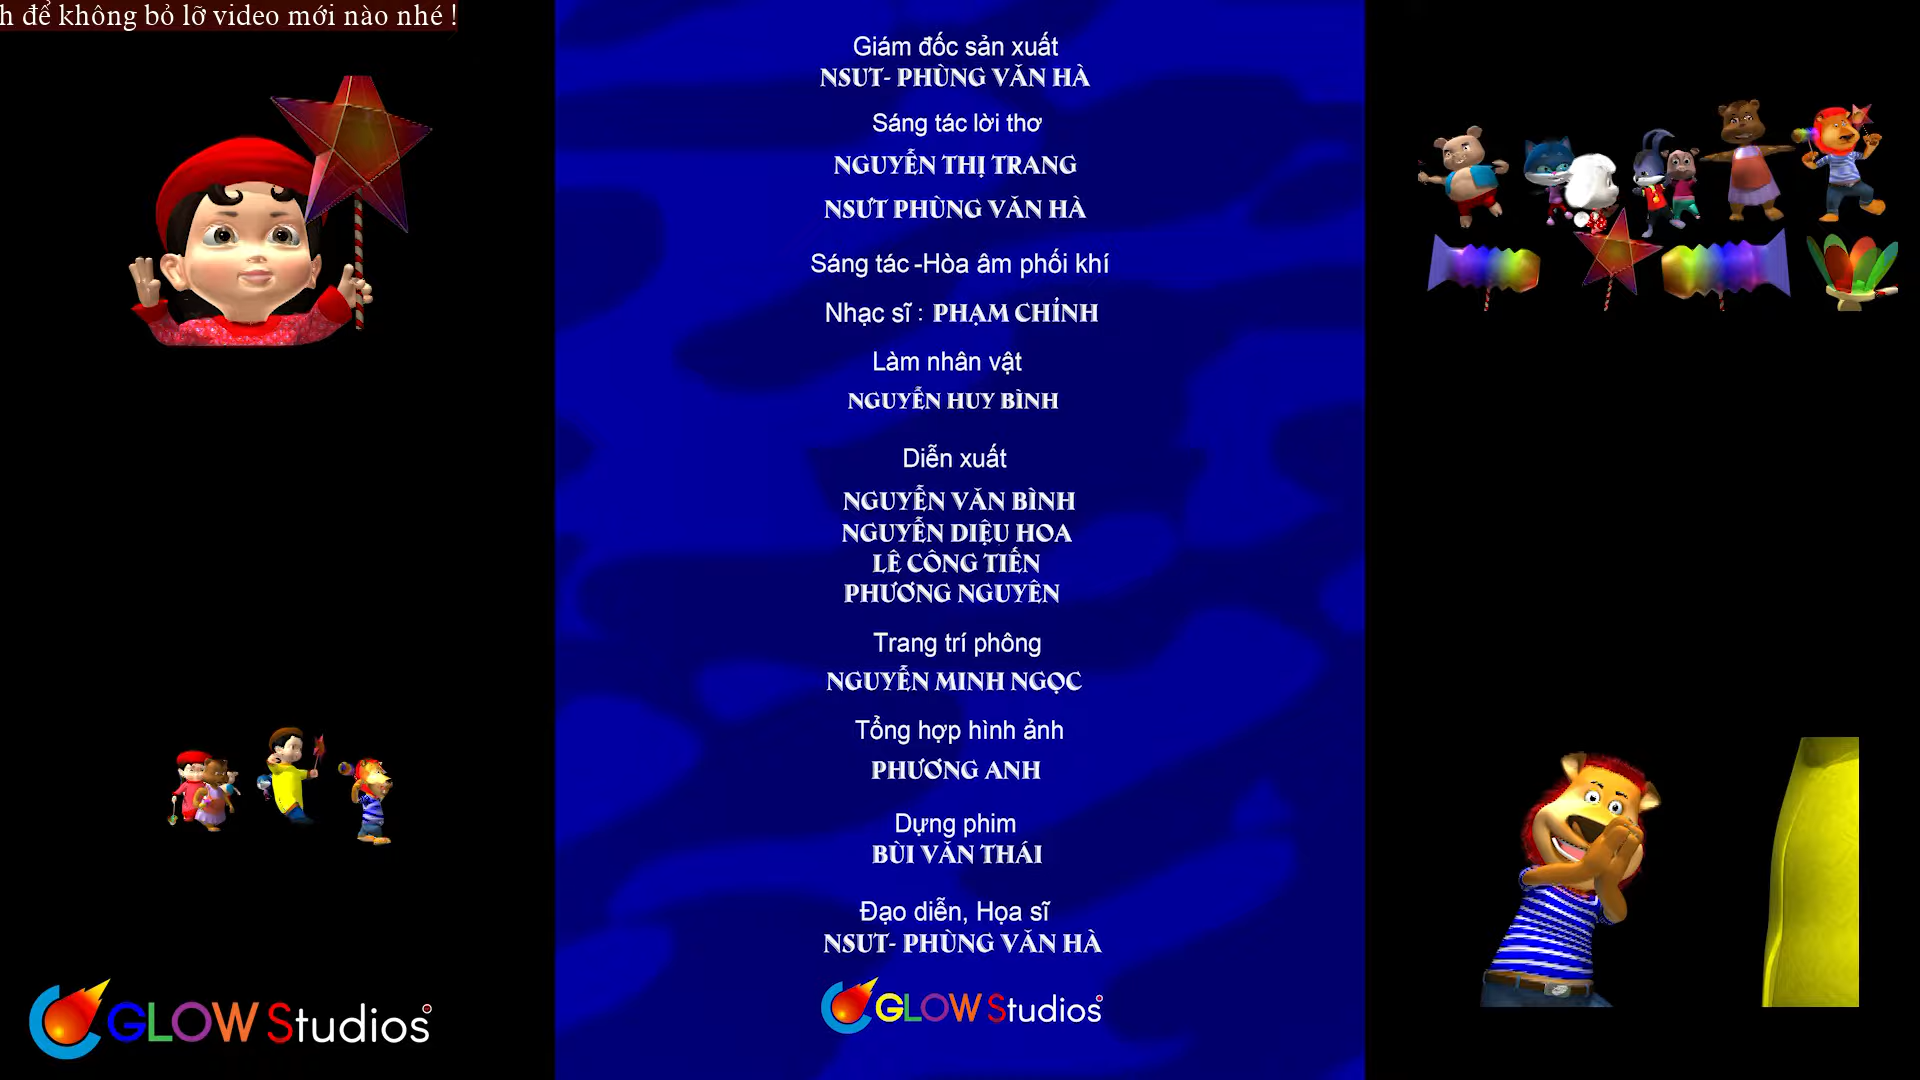 h để không bỏ lỡ video mới nào nhé !
Giám đốc sản xuất
NSUT- PHÙNG VĂN HÀ
Sáng tác lời thơ
NGUYỄN THỊ TRANG
NSUT PHÙNG VĂN HÀ
Sáng tác -Hòa âm phối khí
Nhạc sĩ : PHẠM CHỈNH
Làm nhân vật
NGUYỄN HUY BÌNH
Diễn xuất
NGUYỄN VĂN BÌNH
NGUYỄN DIỆU HOA
LÊ CÔNG TIẾN
PHƯƠNG NGUYÊN
Trang trí phông
NGUYỄN MINH NGỌC
Tổng hợp hình ảnh
PHƯƠNG ANH
Dựng phim
BÙI VĂN THÁI
Đạo diễn, Họa sĩ
NSUT- PHÙNG VĂN HÀ
GLOW Studios
GLOW Studios